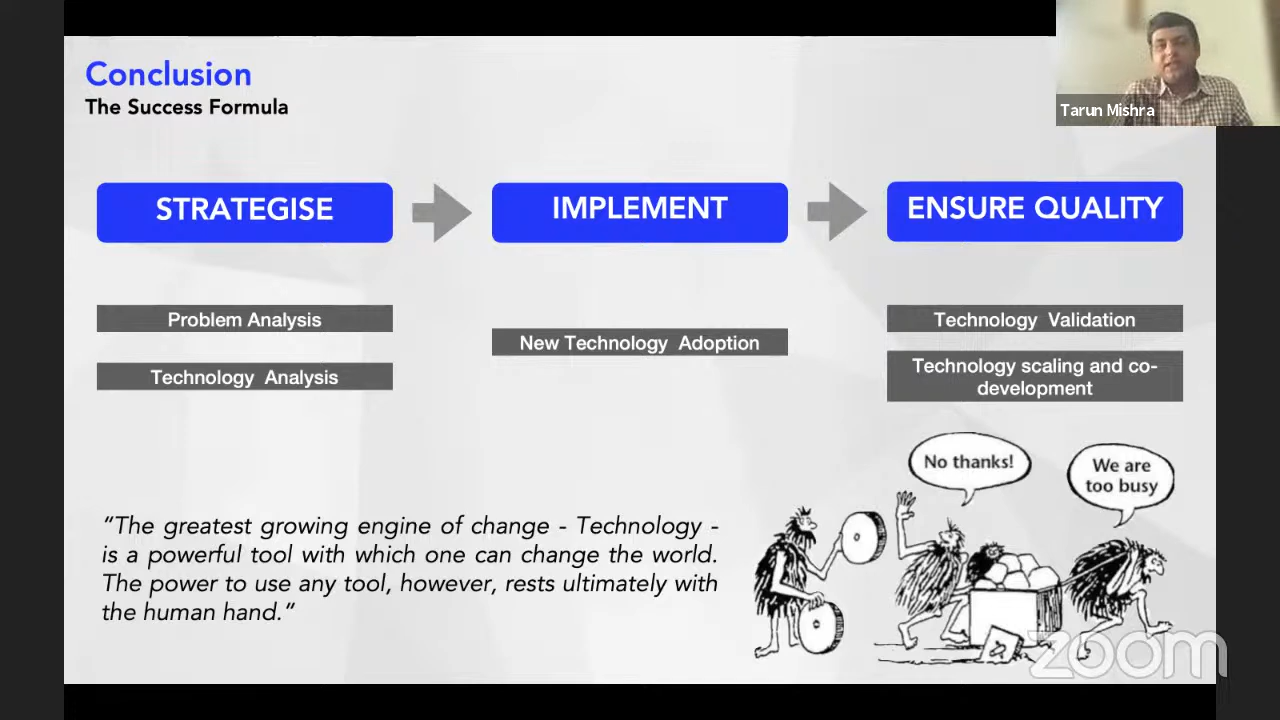 Conclusion
The Success Formula
Tarun Mishra
STRATEGISE
IMPLEMENT
ENSURE QUALITY
Problem Analysis
Technology Analysis
New Technology Adoption
Technology Validation
Technology scaling and co-
development
No thanks!
We are
too busy
“The greatest growing engine of change - Technology -
is a powerful tool with which one can change the world.
The power to use any tool, however, rests ultimately with
the human hand.”
zoom